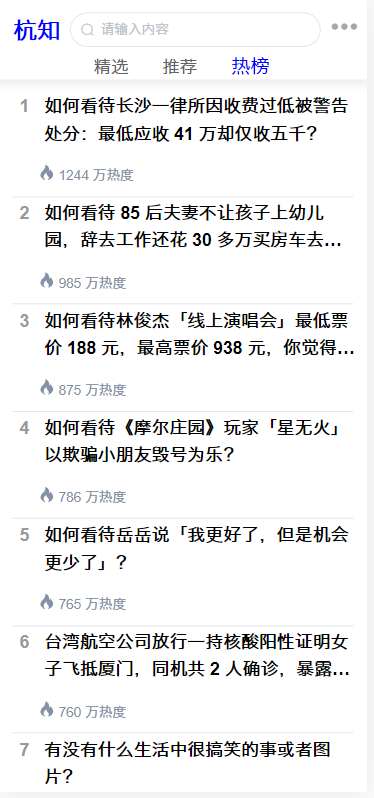 杭知
请输入内容
精选 推荐 热榜
1 如何看待长沙一律所因收费过低被警告
处分：最低应收 41 万却仅收五千？
1244 万热度
2 如何看待 85 后夫妻不让孩子上幼儿
园，辞去工作还花 30 多万买房车去...
985 万热度
3 如何看待林俊杰「线上演唱会」最低票
价 188 元，最高票价 938 元，你觉得...
875 万热度
4 如何看待《摩尔庄园》玩家「星无火」
以欺骗小朋友毁号为乐？
786 万热度
5 如何看待岳岳说「我更好了，但是机会
更少了」？
765 万热度
6 台湾航空公司放行一持核酸阳性证明女
子飞抵厦门，同机共 2 人确诊，暴露...
760 万热度
7 有没有什么生活中很搞笑的事或者图
片？